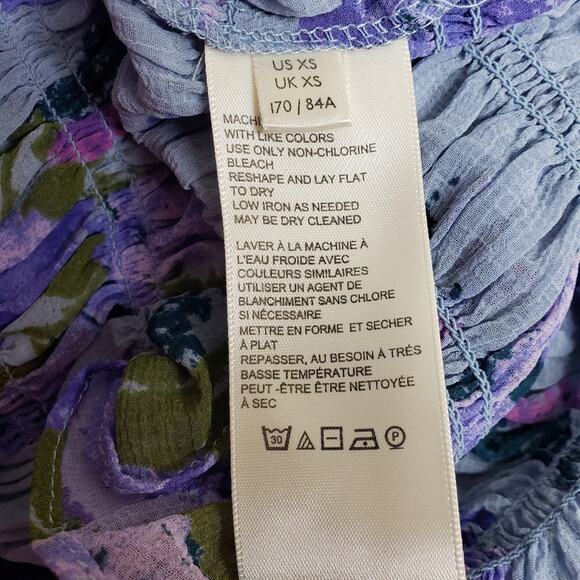 US XS
UK XS
170 / 84A
MACHI
WITH LIKE COLORS
USE ONLY NON-CHLORINE
BLEACH
RESHAPE AND LAY FLAT
TO DRY
LOW IRON AS NEEDED
MAY BE DRY CLEANED
LAVER À LA MACHINE À
L'EAU FROIDE AVEC
COULEURS SIMILAIRES
UTILISER UN AGENT DE
BLANCHIMENT SANS CHLORE
SI NÉCESSAIRE
METTRE EN FORME ET SECHER
À PLAT
REPASSER, AU BESOIN À TRÉS
BASSE TEMPÉRATURE
PEUT -ÊTRE ÊTRE NETTOYÉE
À SEC
30
P